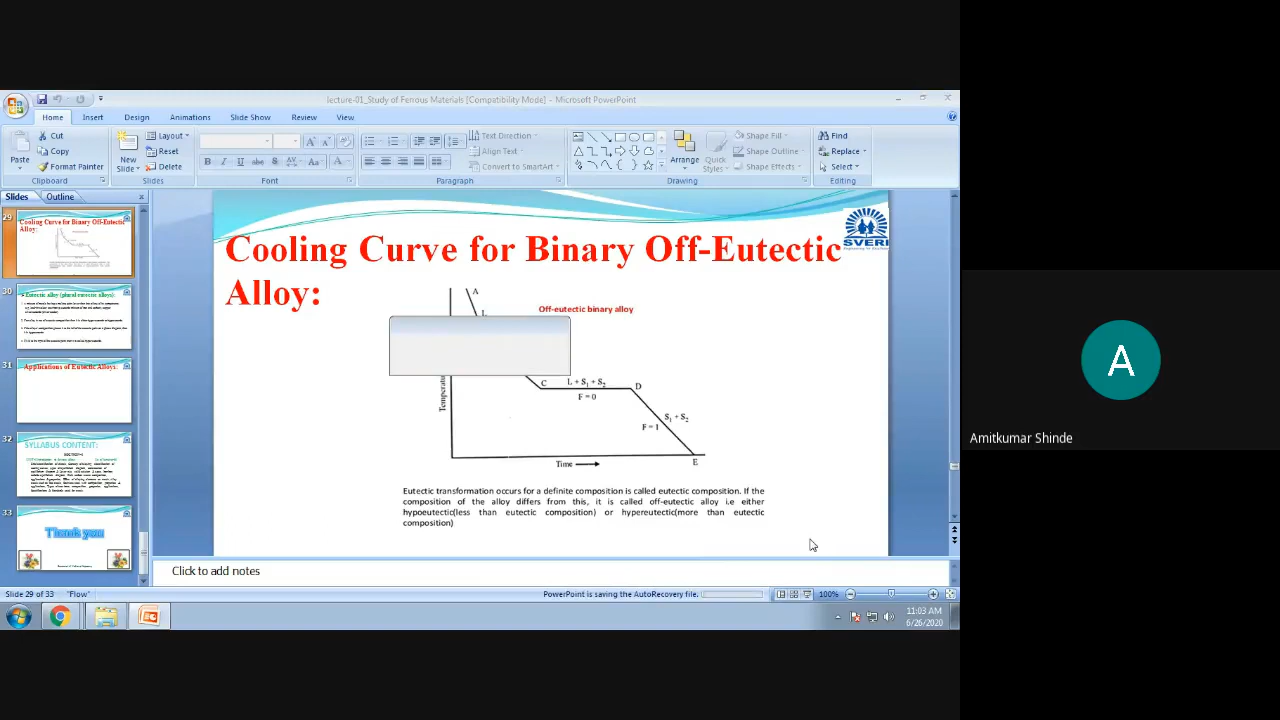 lecture-01_Study of Ferrous Materials [Compatibility Mode] - Microsoft PowerPoint
Home Insert Design Animations Slide Show Review View
Paste
Cut
Copy
Format Painter
Clipboard
New Slide
Layout
Reset
Delete
Slides
Font
Text Direction
Align Text
Convert to SmartArt
Paragraph
Arrange
Quick Styles
Shape Fill
Shape Outline
Shape Effects
Drawing
Find
Replace
Select
Editing
Slides Outline
29
Cooling Curve for Binary Off-Eutectic
Alloy:
30
31
Applications of Eutectic Alloys:
32
SYLLABUS CONTENT:
33
Thank you
SVERI
Cooling Curve for Binary Off-Eutectic
Alloy:
A
L
Off-eutectic binary alloy
C L + S1 + S2 D
F = 0
S1 + S2
F = 1
Time
E
Eutectic transformation occurs for a definite composition is called eutectic composition. If the
composition of the alloy differs from this, it is called off-eutectic alloy i.e either
hypoeutectic(less than eutectic composition) or hypereutectic(more than eutectic
composition)
Click to add notes
Slide 29 of 33 "Flow" PowerPoint is saving the AutoRecovery file. 100%
11:03 AM
6/26/2020
A
Amitkumar Shinde